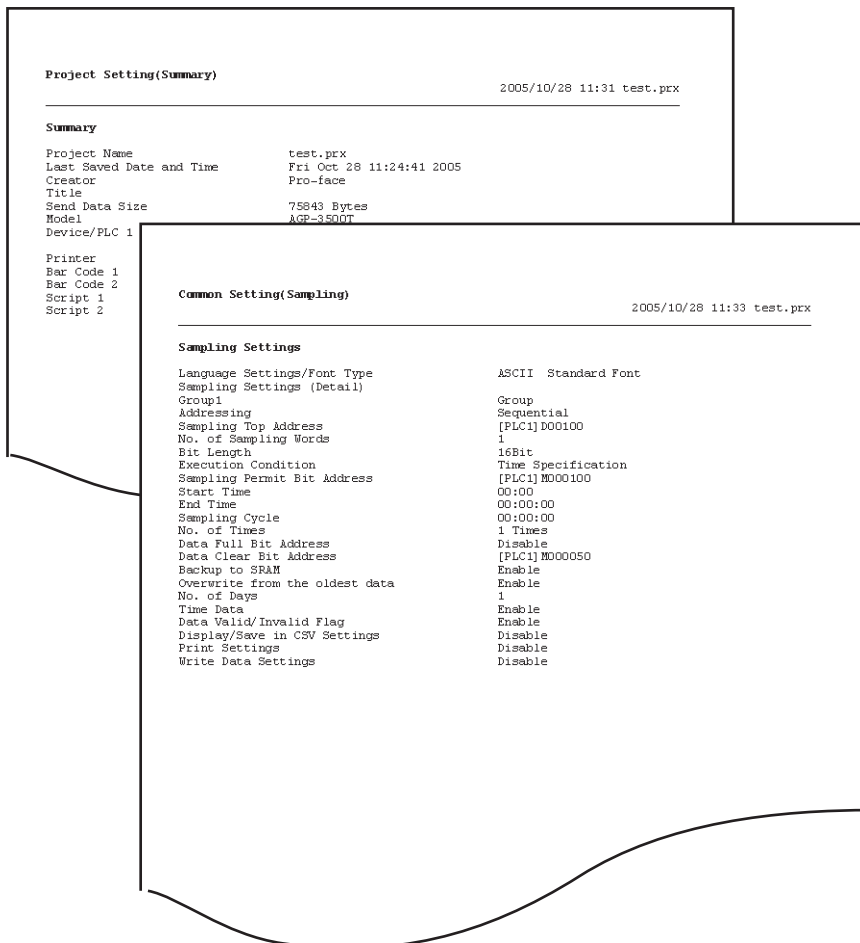 Project Setting(Summary)
2005/10/28 11:31 test.prx
Summary
Project Name test.prx
Last Saved Date and Time Fri Oct 28 11:24:41 2005
Creator Pro-face
Title
Send Data Size 75843 Bytes
Model AGP-3500T
Device/PLC 1
Printer
Bar Code 1
Bar Code 2
Script 1
Script 2
Common Setting(Sampling)
2005/10/28 11:33 test.prx
Sampling Settings
Language Settings/Font Type ASCII Standard Font
Sampling Settings (Detail)
Group1 Group
Addressing Sequential
Sampling Top Address [PLC1]D00100
No. of Sampling Words 1
Bit Length 16Bit
Execution Condition Time Specification
Sampling Permit Bit Address [PLC1]M000100
Start Time 00:00
End Time 00:00:00
Sampling Cycle 00:00:00
No. of Times 1 Times
Data Full Bit Address Disable
Data Clear Bit Address [PLC1]M000050
Backup to SRAM Enable
Overwrite from the oldest data Enable
No. of Days 1
Time Data Enable
Data Valid/Invalid Flag Enable
Display/Save in CSV Settings Disable
Print Settings Disable
Write Data Settings Disable